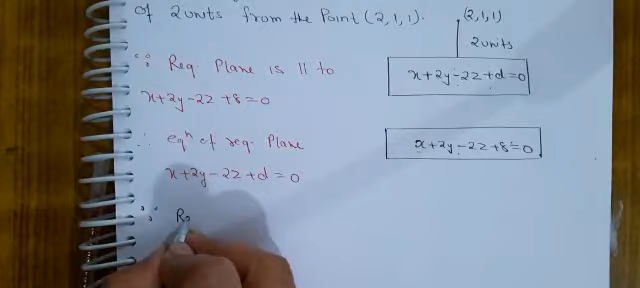 of 2units from the Point (2,1,1).
(2,1,1)
2units
x+2y-2z+d=0
∵ Req. Plane is || to
x+2y-2z+8=0
x+2y-2z+8=0
∴ eqⁿ of req. Plane
x+2y-2z+d=0
∵ Re